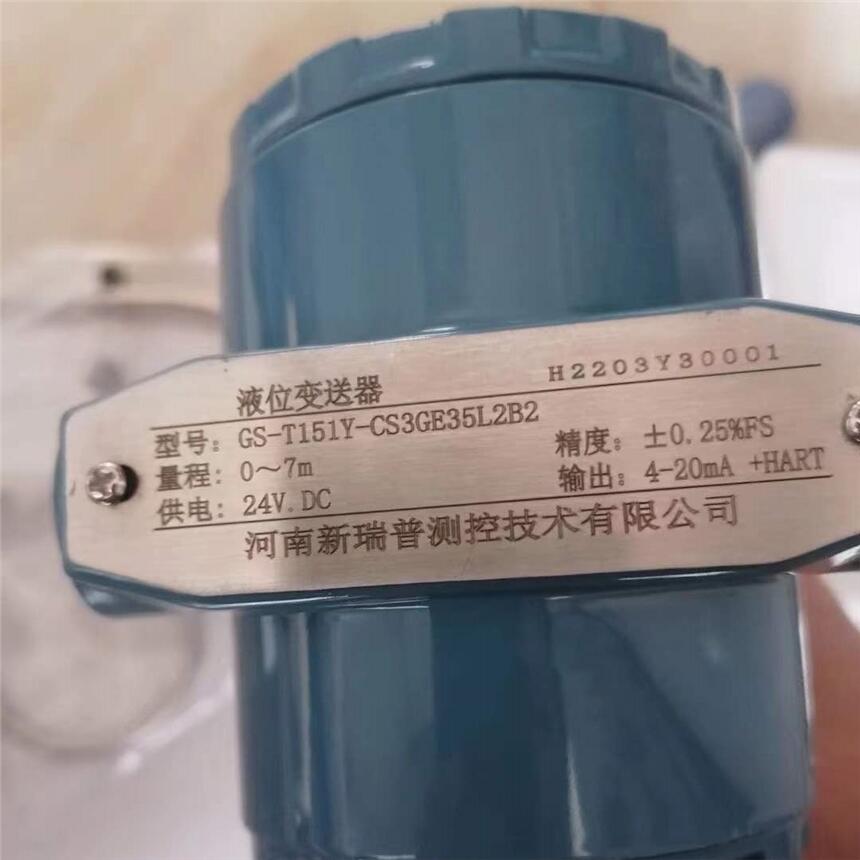 液位变送器 H2203Y30001
型号: GS-T151Y-CS3GE35L2B2
量程: 0～7m 精度: ±0.25%FS
供电: 24V.DC 输出: 4-20mA +HART
河南新瑞普测控技术有限公司